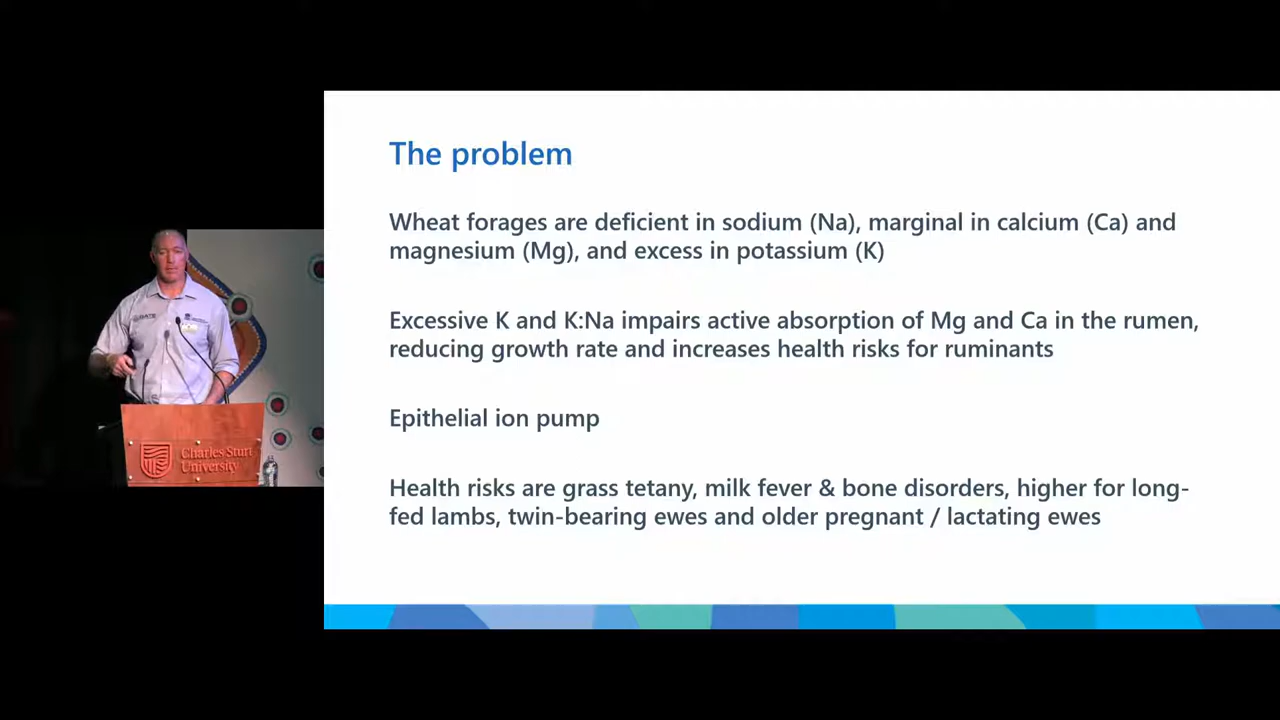 The problem
Wheat forages are deficient in sodium (Na), marginal in calcium (Ca) and
magnesium (Mg), and excess in potassium (K)
Excessive K and K:Na impairs active absorption of Mg and Ca in the rumen,
reducing growth rate and increases health risks for ruminants
Epithelial ion pump
Health risks are grass tetany, milk fever & bone disorders, higher for long-
fed lambs, twin-bearing ewes and older pregnant / lactating ewes
Charles Sturt
University